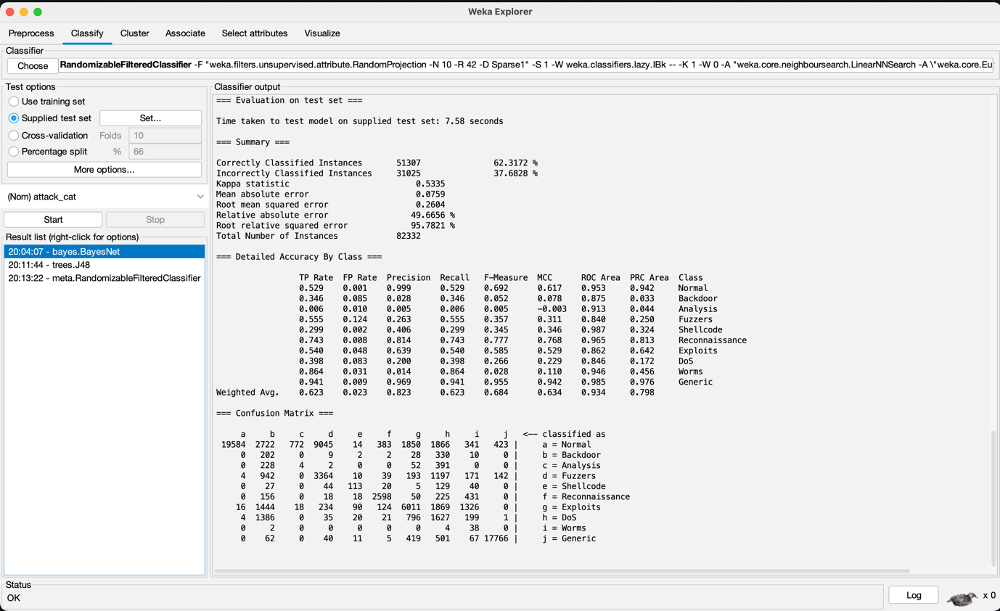 Weka Explorer
Preprocess Classify Cluster Associate Select attributes Visualize
Classifier
Choose RandomizableFilteredClassifier -F "weka.filters.unsupervised.attribute.RandomProjection -N 10 -R 42 -D Sparse1" -S 1 -W weka.classifiers.lazy.IBk -- -K 1 -W 0 -A "weka.core.neighboursearch.LinearNNSearch -A \"weka.core.Eu
Test options
Use training set
Supplied test set Set...
Cross-validation Folds 10
Percentage split % 66
More options...
(Nom) attack_cat
Start Stop
Result list (right-click for options)
20:04:07 - bayes.BayesNet
20:11:44 - trees.J48
20:13:22 - meta.RandomizableFilteredClassifier
Classifier output
=== Evaluation on test set ===
Time taken to test model on supplied test set: 7.58 seconds
=== Summary ===
Correctly Classified Instances 51307 62.3172 %
Incorrectly Classified Instances 31025 37.6828 %
Kappa statistic 0.5335
Mean absolute error 0.0759
Root mean squared error 0.2604
Relative absolute error 49.6656 %
Root relative squared error 95.7821 %
Total Number of Instances 82332
=== Detailed Accuracy By Class ===
TP Rate FP Rate Precision Recall F-Measure MCC ROC Area PRC Area Class
0.529 0.001 0.999 0.529 0.692 0.617 0.953 0.942 Normal
0.346 0.085 0.028 0.346 0.052 0.078 0.875 0.033 Backdoor
0.006 0.010 0.005 0.006 0.005 -0.003 0.913 0.044 Analysis
0.555 0.124 0.263 0.555 0.357 0.311 0.840 0.250 Fuzzers
0.299 0.002 0.406 0.299 0.345 0.346 0.987 0.324 Shellcode
0.743 0.008 0.814 0.743 0.777 0.768 0.965 0.813 Reconnaissance
0.540 0.048 0.639 0.540 0.585 0.529 0.862 0.642 Exploits
0.398 0.083 0.200 0.398 0.266 0.229 0.846 0.172 DoS
0.864 0.031 0.014 0.864 0.028 0.110 0.946 0.456 Worms
0.941 0.009 0.969 0.941 0.955 0.942 0.985 0.976 Generic
Weighted Avg. 0.623 0.023 0.823 0.623 0.684 0.634 0.934 0.798
=== Confusion Matrix ===
a b c d e f g h i j <-- classified as
19584 2722 772 9045 14 383 1850 1866 341 423 | a = Normal
0 202 0 9 2 2 28 330 10 0 | b = Backdoor
0 228 4 2 0 0 52 391 0 0 | c = Analysis
4 942 0 3364 10 39 193 1197 171 142 | d = Fuzzers
0 27 0 44 113 20 5 129 40 0 | e = Shellcode
0 156 0 18 18 2598 50 225 431 0 | f = Reconnaissance
16 1444 18 234 90 124 6011 1869 1326 0 | g = Exploits
4 1386 0 35 20 21 796 1627 199 1 | h = DoS
0 2 0 0 0 0 0 4 38 0 | i = Worms
0 62 0 40 11 5 419 501 67 17766 | j = Generic
Status
OK
Log
x 0